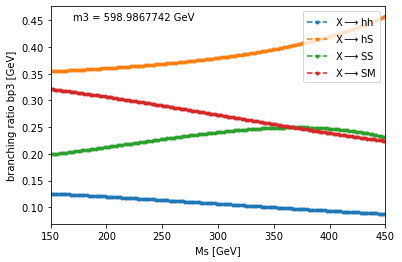 m3 = 598.9867742 GeV
X⟶hh
X⟶hS
X⟶SS
X⟶SM
branching ratio bp3 [GeV]
0.45
0.40
0.35
0.30
0.25
0.20
0.15
0.10
150 200 250 300 350 400 450
Ms [GeV]